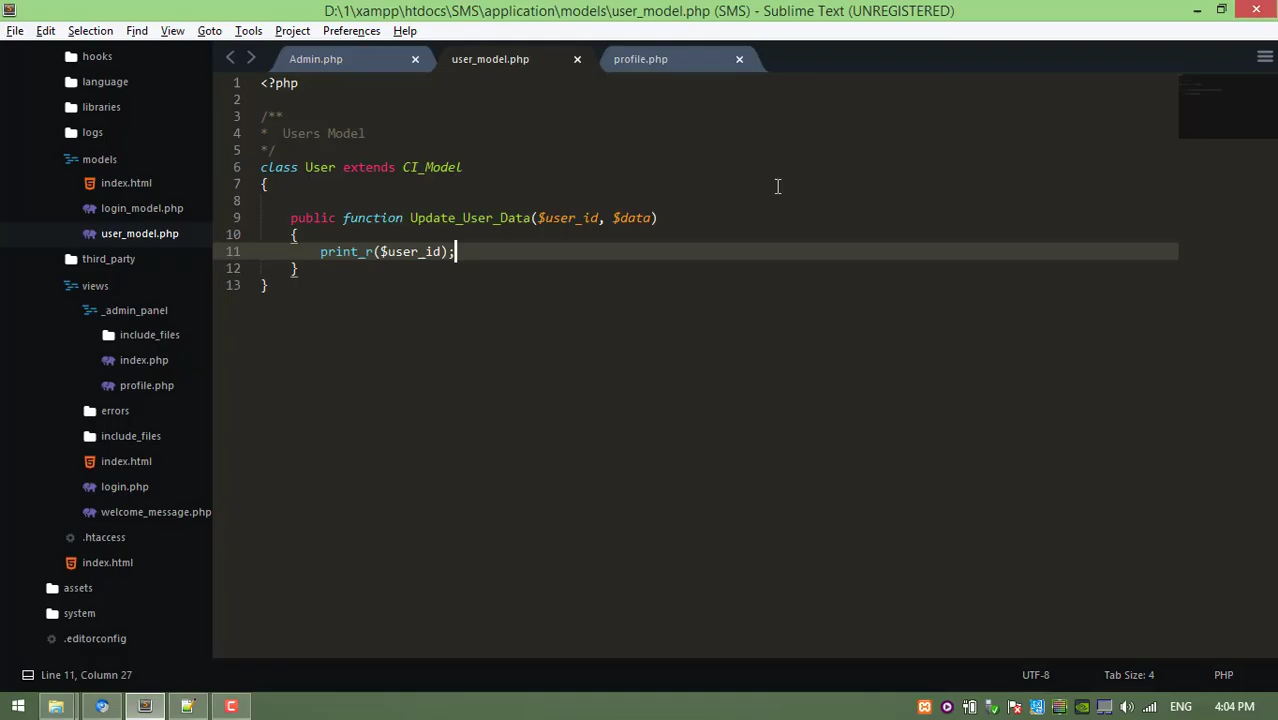 D:\1\xampp\htdocs\SMS\application\models\user_model.php (SMS) - Sublime Text (UNREGISTERED)
File Edit Selection Find View Goto Tools Project Preferences Help
hooks
language
libraries
logs
models
index.html
login_model.php
user_model.php
third_party
views
_admin_panel
include_files
index.php
profile.php
errors
include_files
index.html
login.php
welcome_message.php
.htaccess
index.html
assets
system
.editorconfig
Admin.php user_model.php profile.php
1 <?php
2
3 /**
4 * Users Model
5 */
6 class User extends CI_Model
7 {
8
9 public function Update_User_Data($user_id, $data)
10 {
11 print_r($user_id);
12 }
13 }
Line 11, Column 27 UTF-8 Tab Size: 4 PHP
ENG 4:04 PM